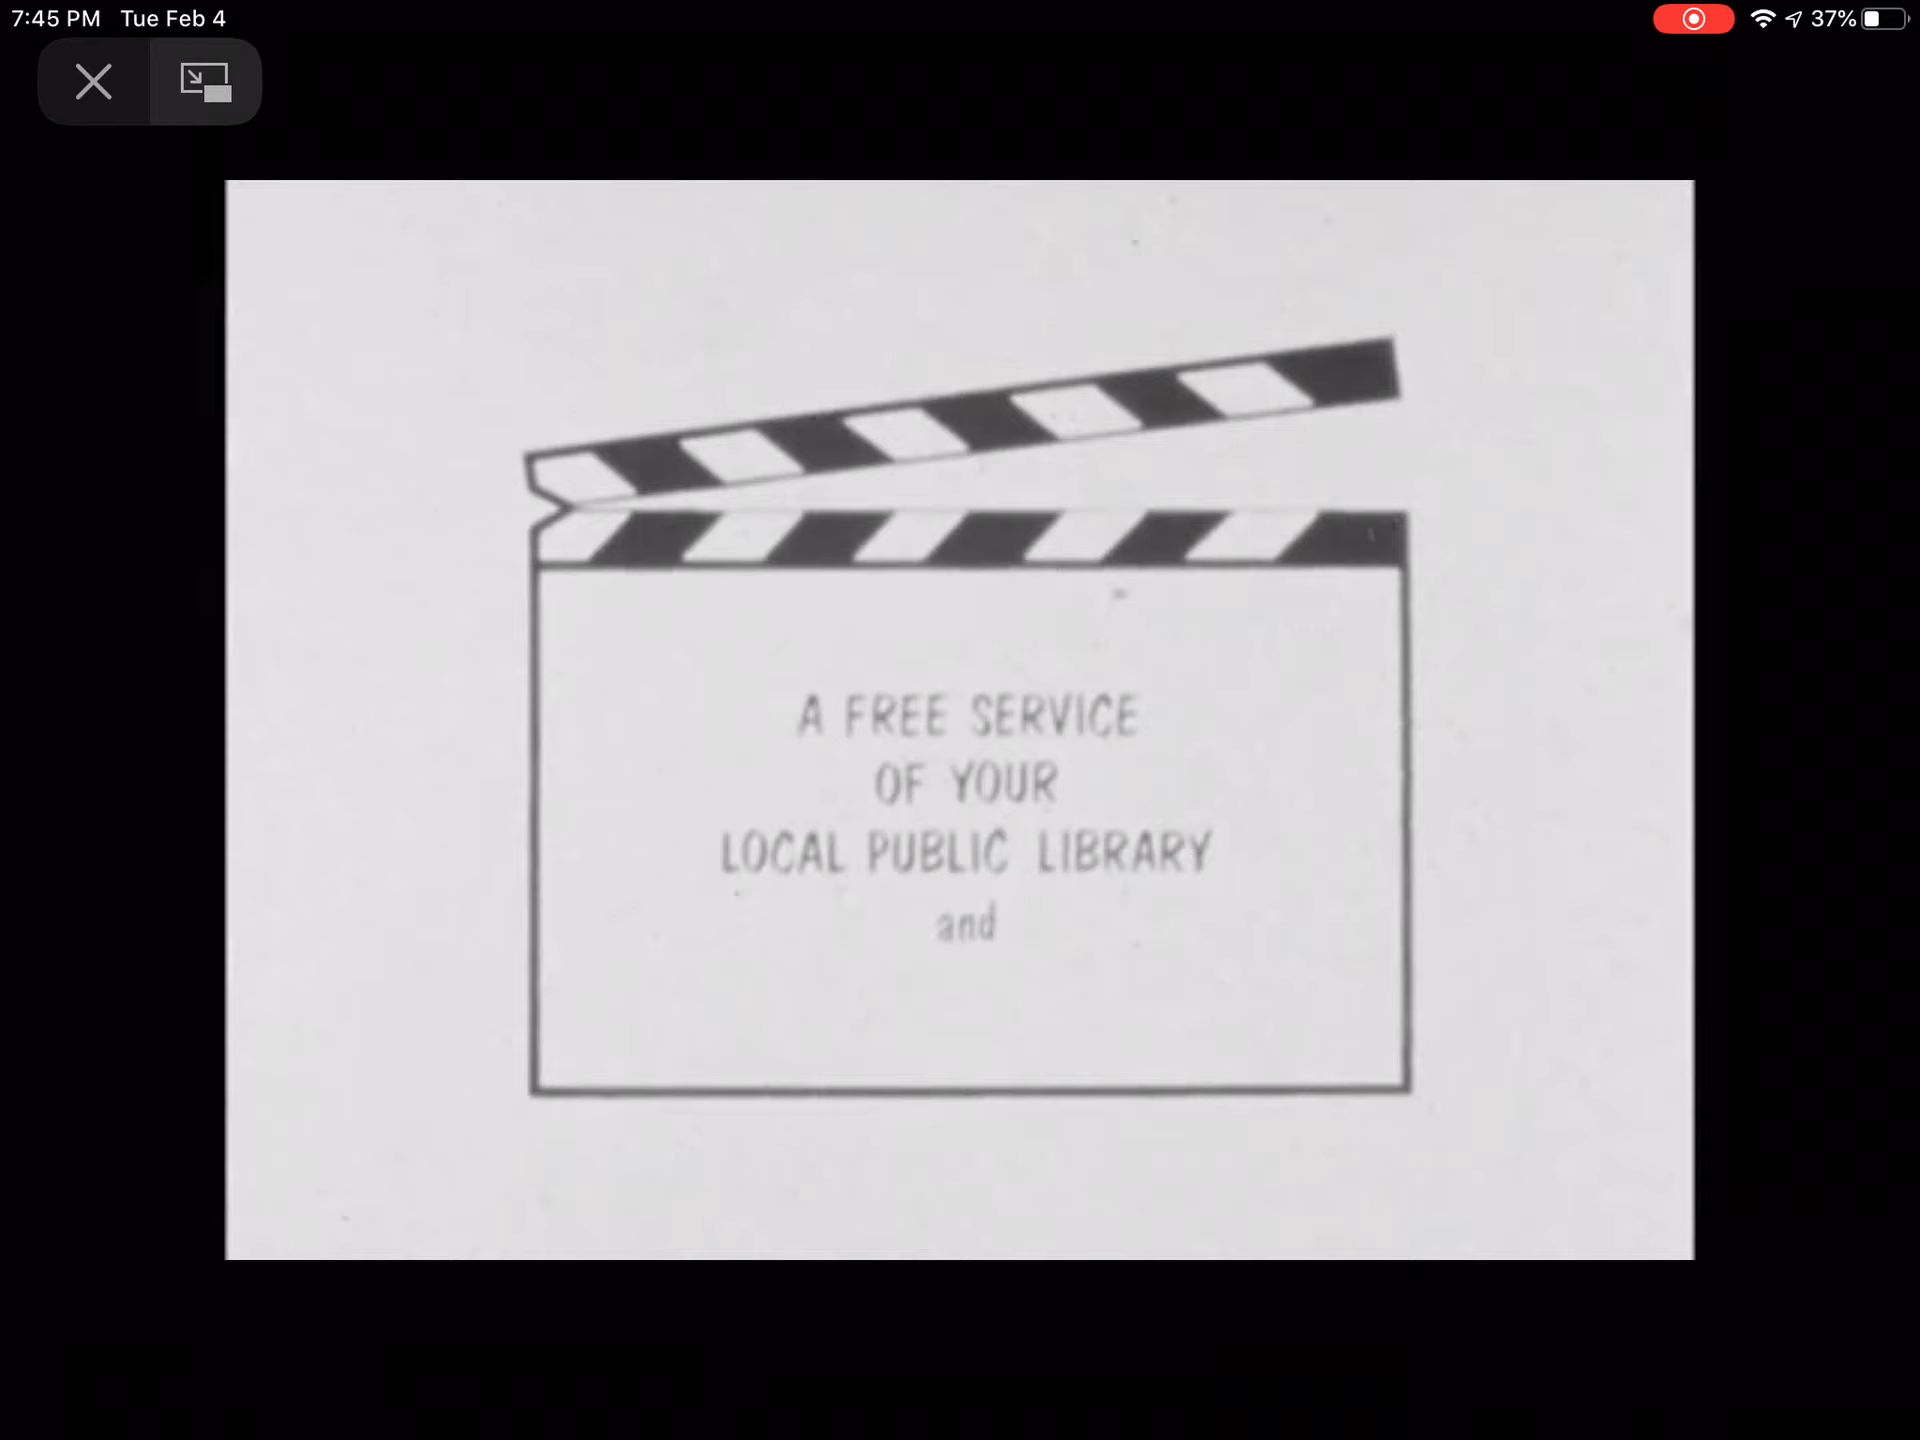 7:45 PM Tue Feb 4
37%
A FREE SERVICE
OF YOUR
LOCAL PUBLIC LIBRARY
and